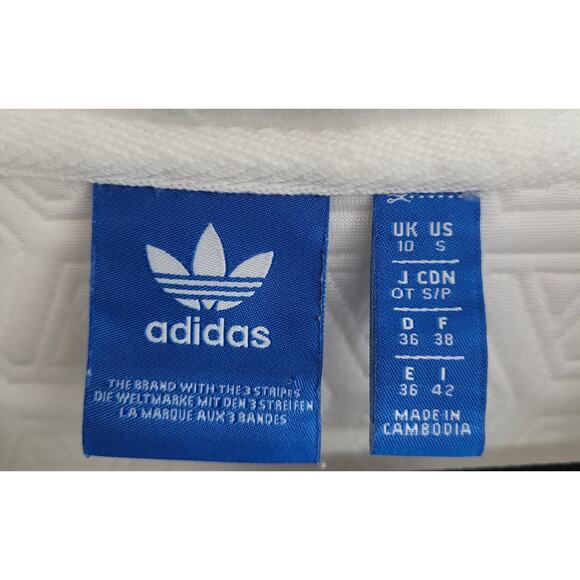 adidas
THE BRAND WITH THE 3 STRIPES
DIE WELTMARKE MIT DEN 3 STREIFEN
LA MARQUE AUX 3 BANDES
UK US
10 S
J CDN
OT S/P
D F
36 38
E I
36 42
MADE IN
CAMBODIA